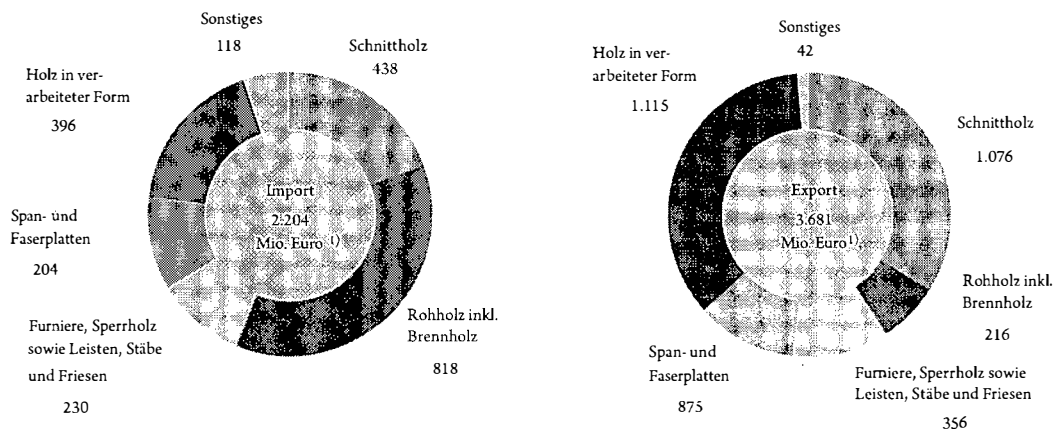 Sonstiges
118
Schnittholz
438
Holz in ver-
arbeiteter Form
396
Import
2.204
Mio. Euro 1)
Span- und
Faserplatten
204
Rohholz inkl.
Brennholz
818
Furniere, Sperrholz
sowie Leisten, Stäbe
und Friesen
230
Sonstiges
42
Holz in ver-
arbeiteter Form
1.115
Schnittholz
1.076
Export
3.681
Mio. Euro 1)
Rohholz inkl.
Brennholz
216
Span- und
Faserplatten
875
Furniere, Sperrholz sowie
Leisten, Stäbe und Friesen
356